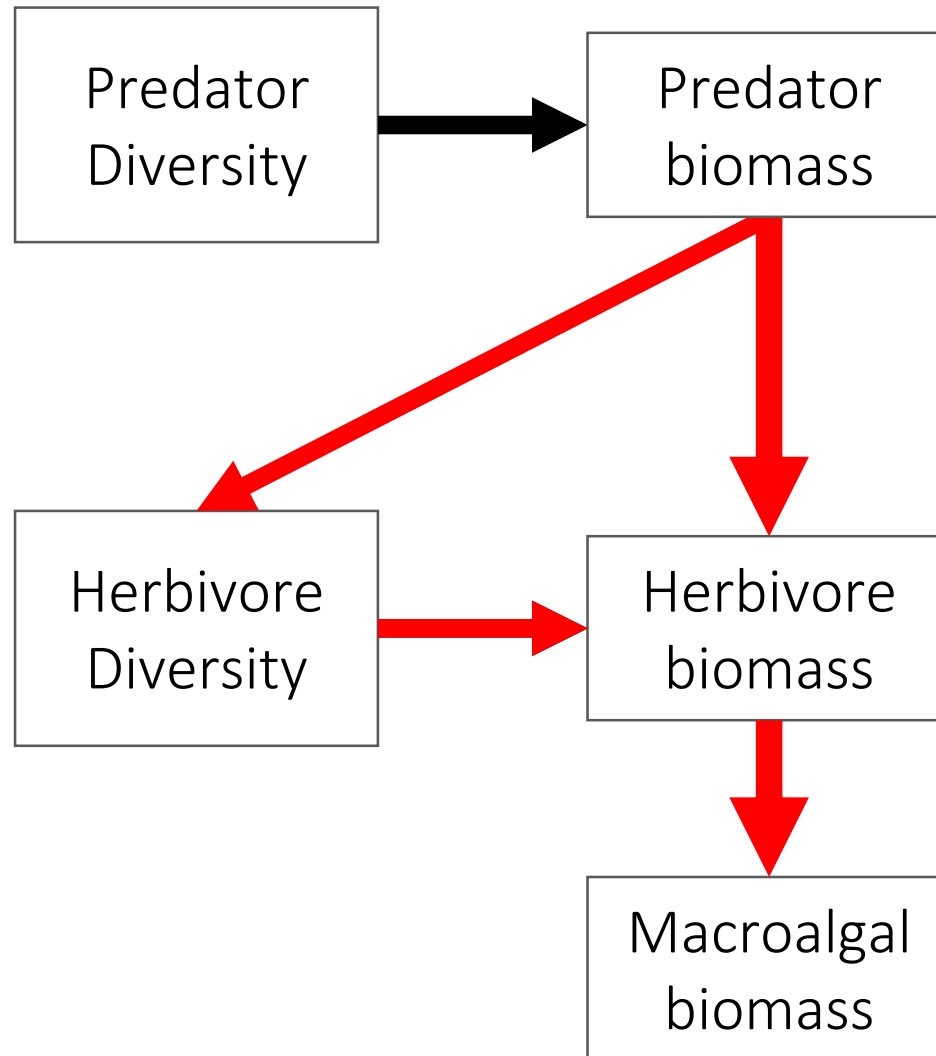 Predator
Diversity
Predator
biomass
Herbivore
Diversity
Herbivore
biomass
Macroalgal
biomass